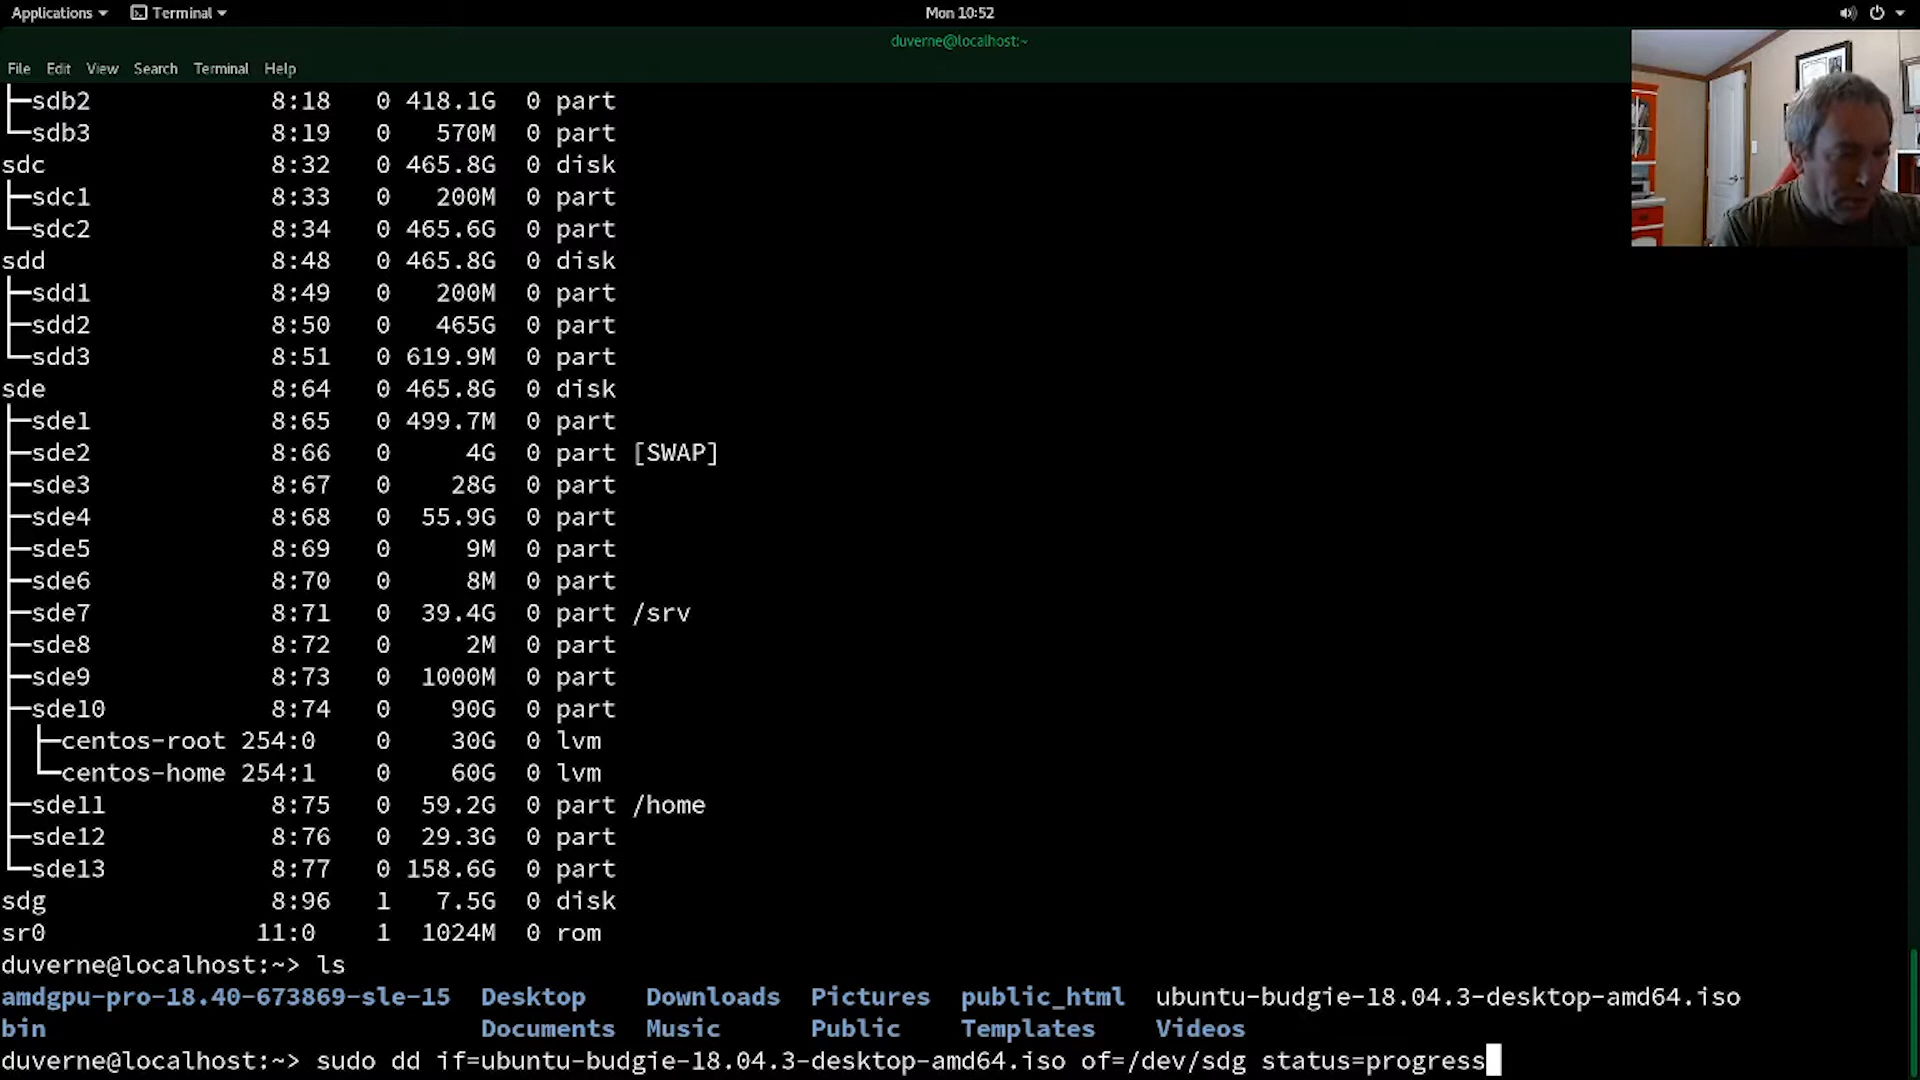 Applications Terminal Mon 10:52
duverne@localhost:~
File Edit View Search Terminal Help
├─sdb2 8:18 0 418.1G 0 part
└─sdb3 8:19 0 570M 0 part
sdc 8:32 0 465.8G 0 disk
├─sdc1 8:33 0 200M 0 part
└─sdc2 8:34 0 465.6G 0 part
sdd 8:48 0 465.8G 0 disk
├─sdd1 8:49 0 200M 0 part
├─sdd2 8:50 0 465G 0 part
└─sdd3 8:51 0 619.9M 0 part
sde 8:64 0 465.8G 0 disk
├─sde1 8:65 0 499.7M 0 part
├─sde2 8:66 0 4G 0 part [SWAP]
├─sde3 8:67 0 28G 0 part
├─sde4 8:68 0 55.9G 0 part
├─sde5 8:69 0 9M 0 part
├─sde6 8:70 0 8M 0 part
├─sde7 8:71 0 39.4G 0 part /srv
├─sde8 8:72 0 2M 0 part
├─sde9 8:73 0 1000M 0 part
├─sde10 8:74 0 90G 0 part
│ ├─centos-root 254:0 0 30G 0 lvm
│ └─centos-home 254:1 0 60G 0 lvm
├─sde11 8:75 0 59.2G 0 part /home
├─sde12 8:76 0 29.3G 0 part
└─sde13 8:77 0 158.6G 0 part
sdg 8:96 1 7.5G 0 disk
sr0 11:0 1 1024M 0 rom
duverne@localhost:~> ls
amdgpu-pro-18.40-673869-sle-15 Desktop Downloads Pictures public_html ubuntu-budgie-18.04.3-desktop-amd64.iso
bin Documents Music Public Templates Videos
duverne@localhost:~> sudo dd if=ubuntu-budgie-18.04.3-desktop-amd64.iso of=/dev/sdg status=progress